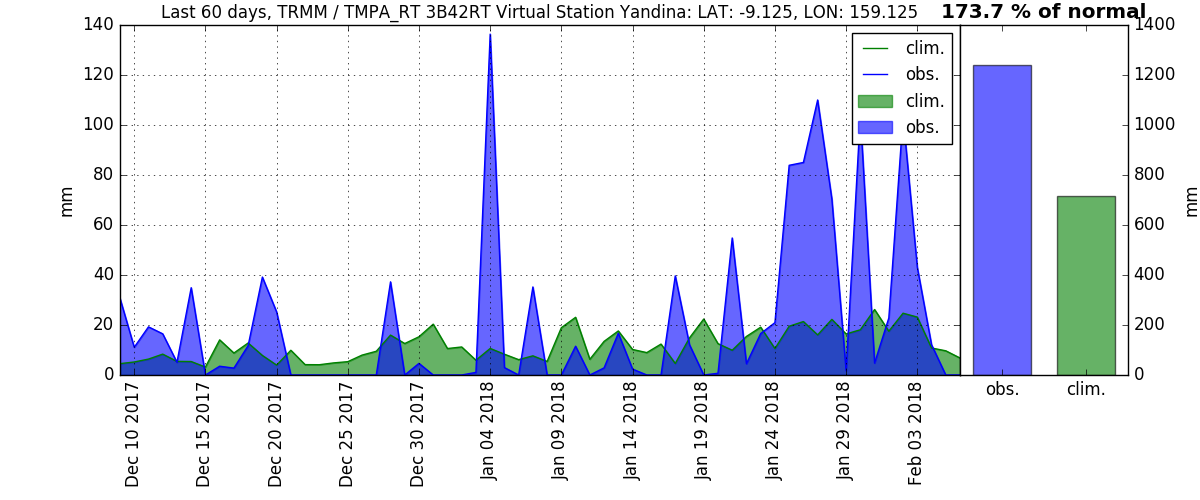 Last 60 days, TRMM / TMPA_RT 3B42RT Virtual Station Yandina: LAT: -9.125, LON: 159.125
173.7 % of normal
140
120
100
80
60
40
20
0
mm
clim.
obs.
clim.
obs.
1400
1200
1000
800
600
400
200
0
mm
obs.
clim.
Dec 10 2017
Dec 15 2017
Dec 20 2017
Dec 25 2017
Dec 30 2017
Jan 04 2018
Jan 09 2018
Jan 14 2018
Jan 19 2018
Jan 24 2018
Jan 29 2018
Feb 03 2018